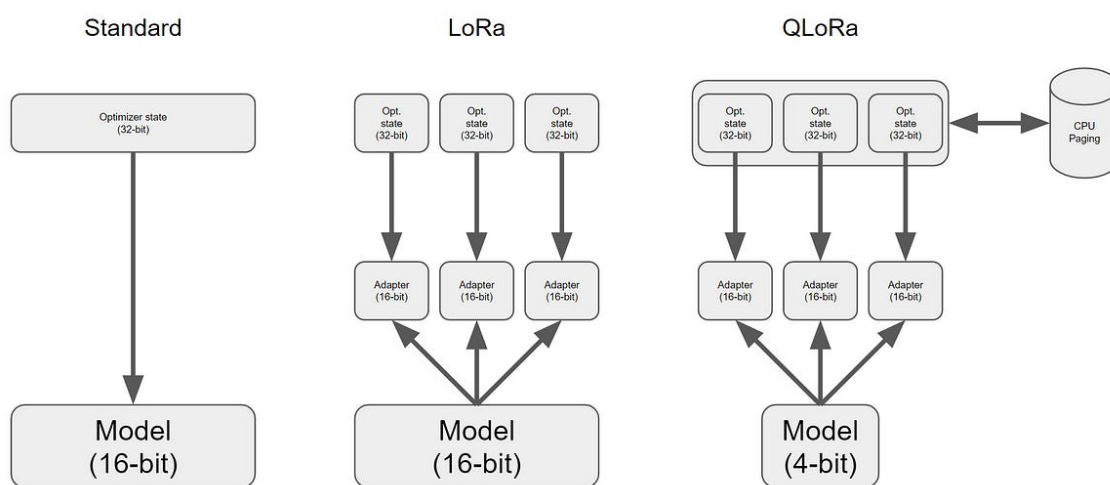 Standard
LoRa
QLoRa
Optimizer state
(32-bit)
Opt.
state
(32-bit)
Opt.
state
(32-bit)
Opt.
state
(32-bit)
Opt.
state
(32-bit)
Opt.
state
(32-bit)
Opt.
state
(32-bit)
CPU
Paging
Adapter
(16-bit)
Adapter
(16-bit)
Adapter
(16-bit)
Adapter
(16-bit)
Adapter
(16-bit)
Adapter
(16-bit)
Model
(16-bit)
Model
(16-bit)
Model
(4-bit)